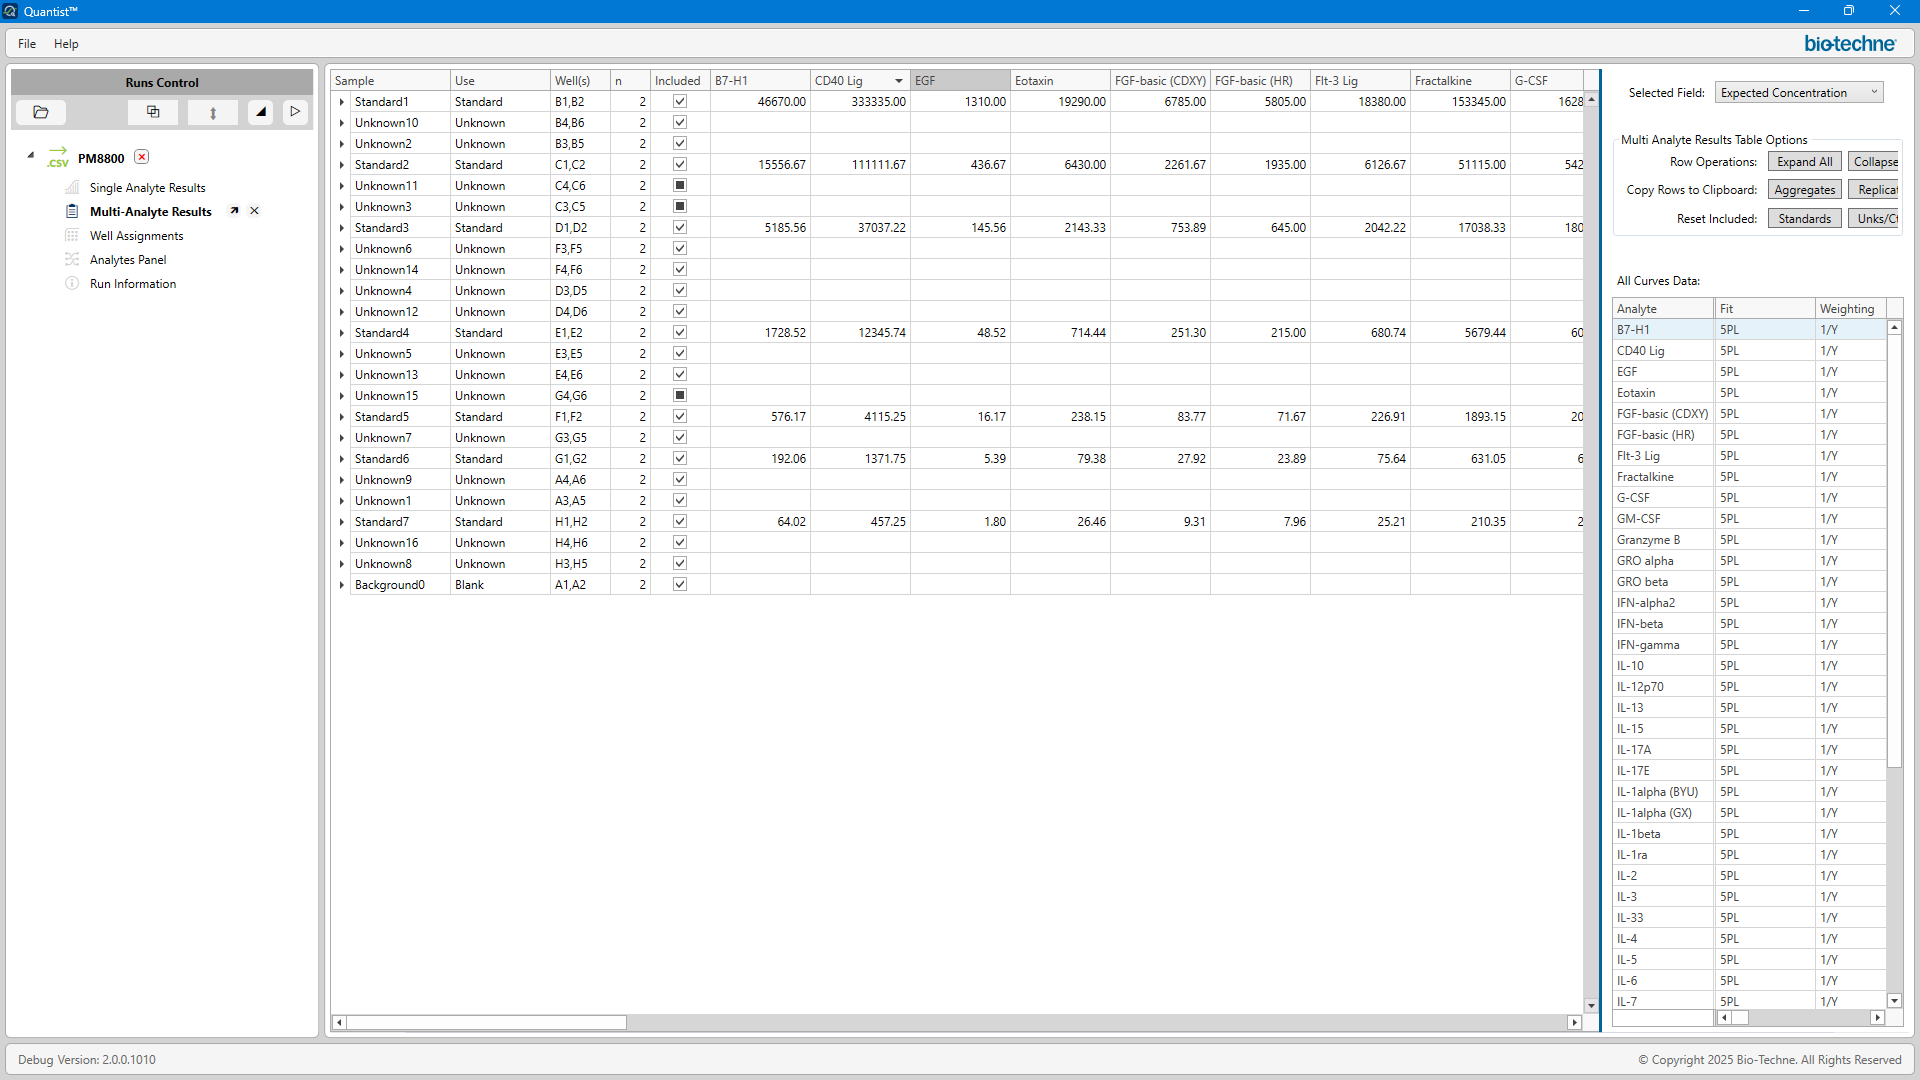 Quantist™
File Help
bio-techne
Runs Control
.CSV PM8800
Single Analyte Results
Multi-Analyte Results
Well Assignments
Analytes Panel
Run Information
Sample Use Well(s) n Included B7-H1 CD40 Lig EGF Eotaxin FGF-basic (CDXY) FGF-basic (HR) Flt-3 Lig Fractalkine G-CSF
Standard1 Standard B1,B2 2 46670.00 333335.00 1310.00 19290.00 6785.00 5805.00 18380.00 153345.00 1628
Unknown10 Unknown B4,B6 2
Unknown2 Unknown B3,B5 2
Standard2 Standard C1,C2 2 15556.67 111111.67 436.67 6430.00 2261.67 1935.00 6126.67 51115.00 542
Unknown11 Unknown C4,C6 2
Unknown3 Unknown C3,C5 2
Standard3 Standard D1,D2 2 5185.56 37037.22 145.56 2143.33 753.89 645.00 2042.22 17038.33 180
Unknown6 Unknown F3,F5 2
Unknown14 Unknown F4,F6 2
Unknown4 Unknown D3,D5 2
Unknown12 Unknown D4,D6 2
Standard4 Standard E1,E2 2 1728.52 12345.74 48.52 714.44 251.30 215.00 680.74 5679.44 60
Unknown5 Unknown E3,E5 2
Unknown13 Unknown E4,E6 2
Unknown15 Unknown G4,G6 2
Standard5 Standard F1,F2 2 576.17 4115.25 16.17 238.15 83.77 71.67 226.91 1893.15 20
Unknown7 Unknown G3,G5 2
Standard6 Standard G1,G2 2 192.06 1371.75 5.39 79.38 27.92 23.89 75.64 631.05 6
Unknown9 Unknown A4,A6 2
Unknown1 Unknown A3,A5 2
Standard7 Standard H1,H2 2 64.02 457.25 1.80 26.46 9.31 7.96 25.21 210.35 2
Unknown16 Unknown H4,H6 2
Unknown8 Unknown H3,H5 2
Background0 Blank A1,A2 2
Selected Field: Expected Concentration
Multi Analyte Results Table Options
Row Operations: Expand All Collapse
Copy Rows to Clipboard: Aggregates Replicat
Reset Included: Standards Unks/Ct
All Curves Data:
Analyte Fit Weighting
B7-H1 5PL 1/Y
CD40 Lig 5PL 1/Y
EGF 5PL 1/Y
Eotaxin 5PL 1/Y
FGF-basic (CDXY) 5PL 1/Y
FGF-basic (HR) 5PL 1/Y
Flt-3 Lig 5PL 1/Y
Fractalkine 5PL 1/Y
G-CSF 5PL 1/Y
GM-CSF 5PL 1/Y
Granzyme B 5PL 1/Y
GRO alpha 5PL 1/Y
GRO beta 5PL 1/Y
IFN-alpha2 5PL 1/Y
IFN-beta 5PL 1/Y
IFN-gamma 5PL 1/Y
IL-10 5PL 1/Y
IL-12p70 5PL 1/Y
IL-13 5PL 1/Y
IL-15 5PL 1/Y
IL-17A 5PL 1/Y
IL-17E 5PL 1/Y
IL-1alpha (BYU) 5PL 1/Y
IL-1alpha (GX) 5PL 1/Y
IL-1beta 5PL 1/Y
IL-1ra 5PL 1/Y
IL-2 5PL 1/Y
IL-3 5PL 1/Y
IL-33 5PL 1/Y
IL-4 5PL 1/Y
IL-5 5PL 1/Y
IL-6 5PL 1/Y
IL-7 5PL 1/Y
Debug Version: 2.0.0.1010
© Copyright 2025 Bio-Techne. All Rights Reserved